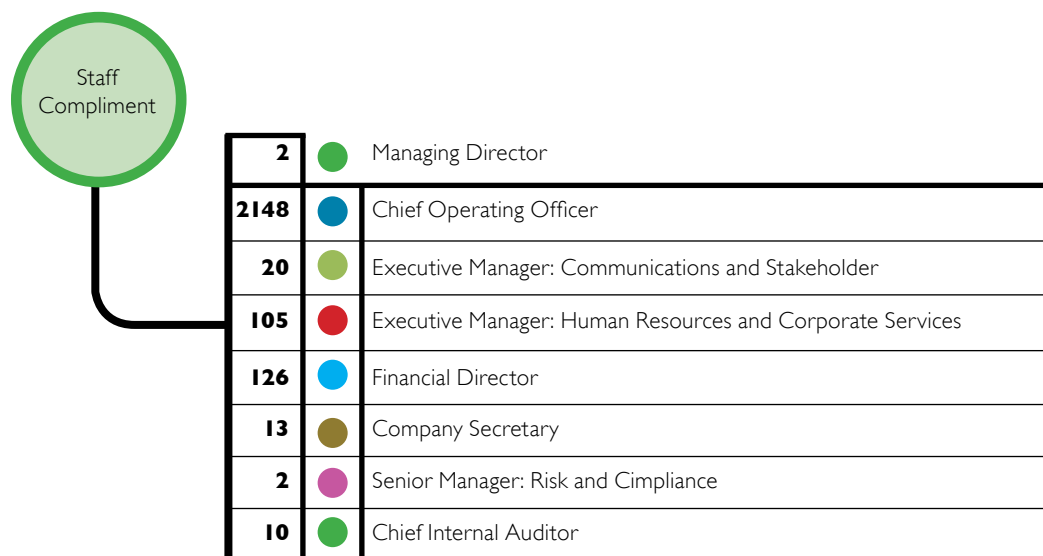 Staff
Compliment
2 Managing Director
2148 Chief Operating Officer
20 Executive Manager: Communications and Stakeholder
105 Executive Manager: Human Resources and Corporate Services
126 Financial Director
13 Company Secretary
2 Senior Manager: Risk and Cimpliance
10 Chief Internal Auditor